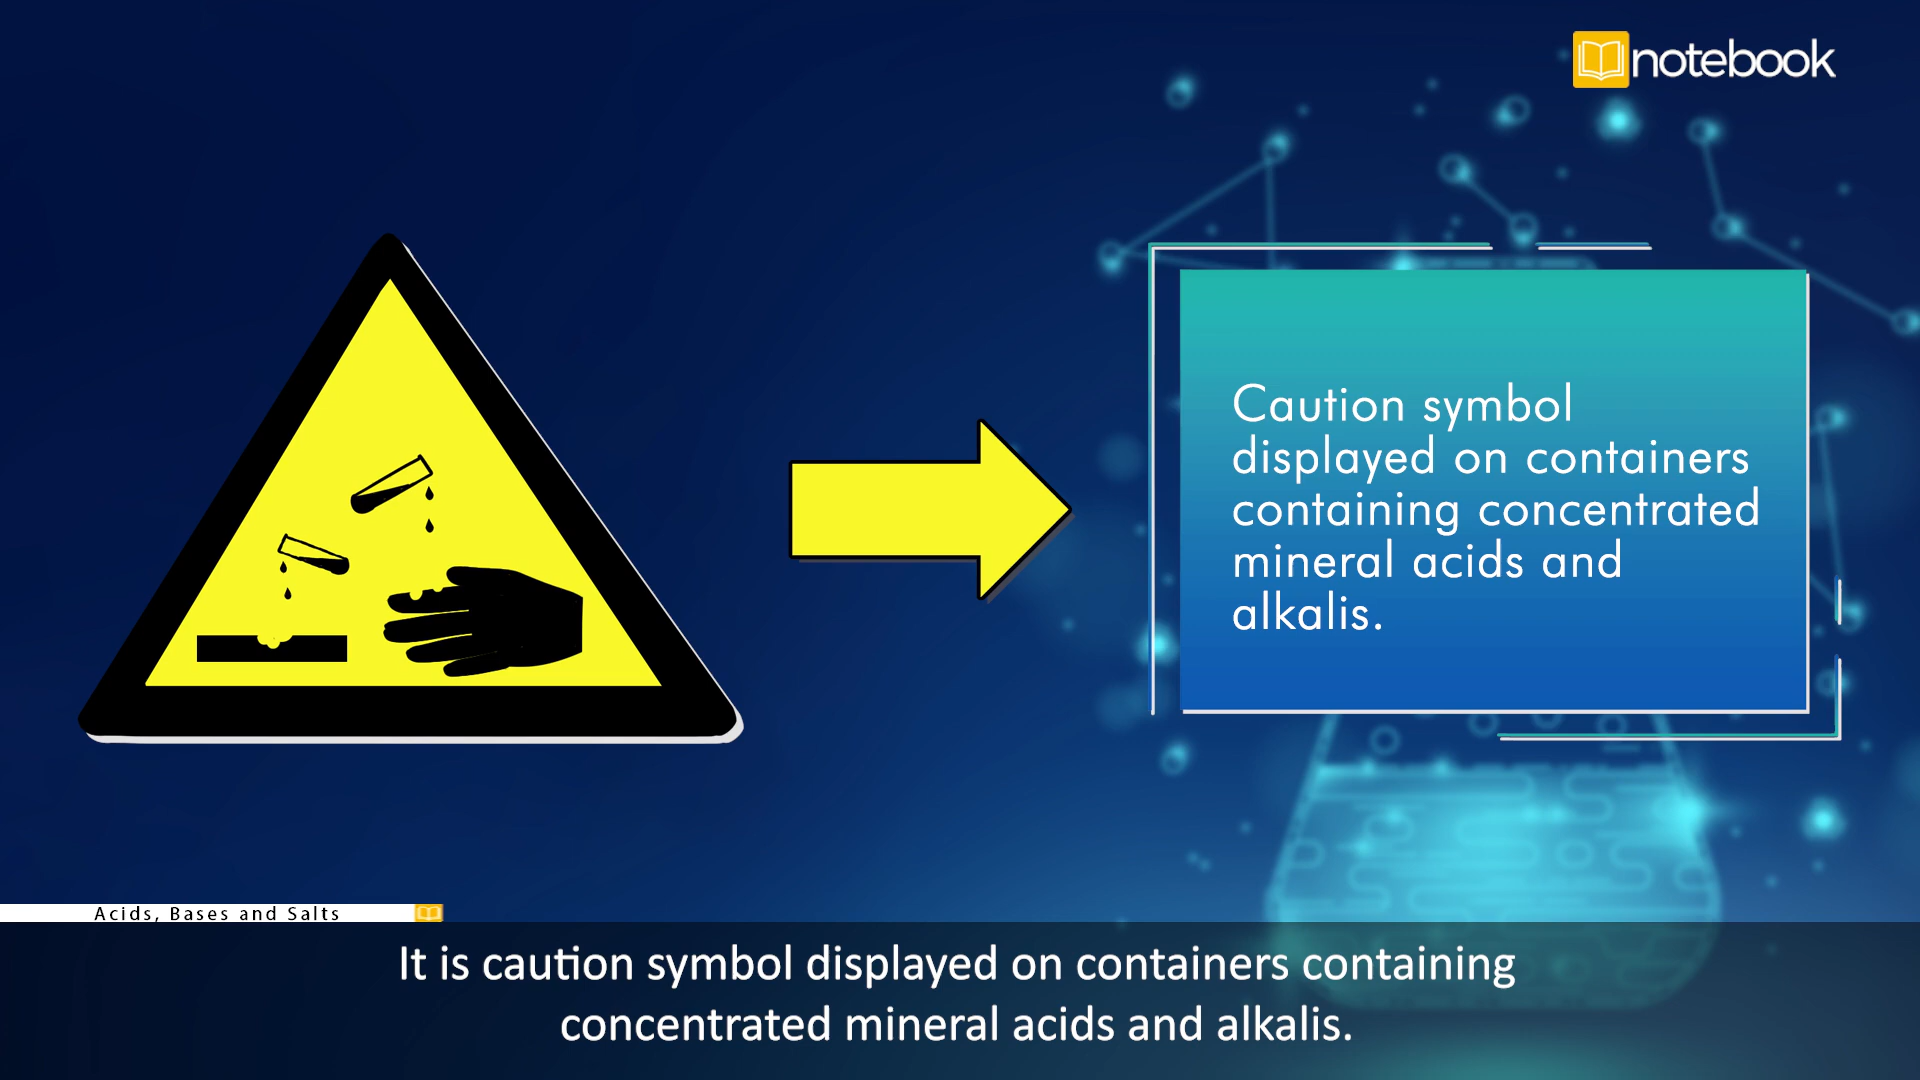 notebook
Caution symbol
displayed on containers
containing concentrated
mineral acids and
alkalis.
Acids, Bases and Salts
It is caution symbol displayed on containers containing
concentrated mineral acids and alkalis.